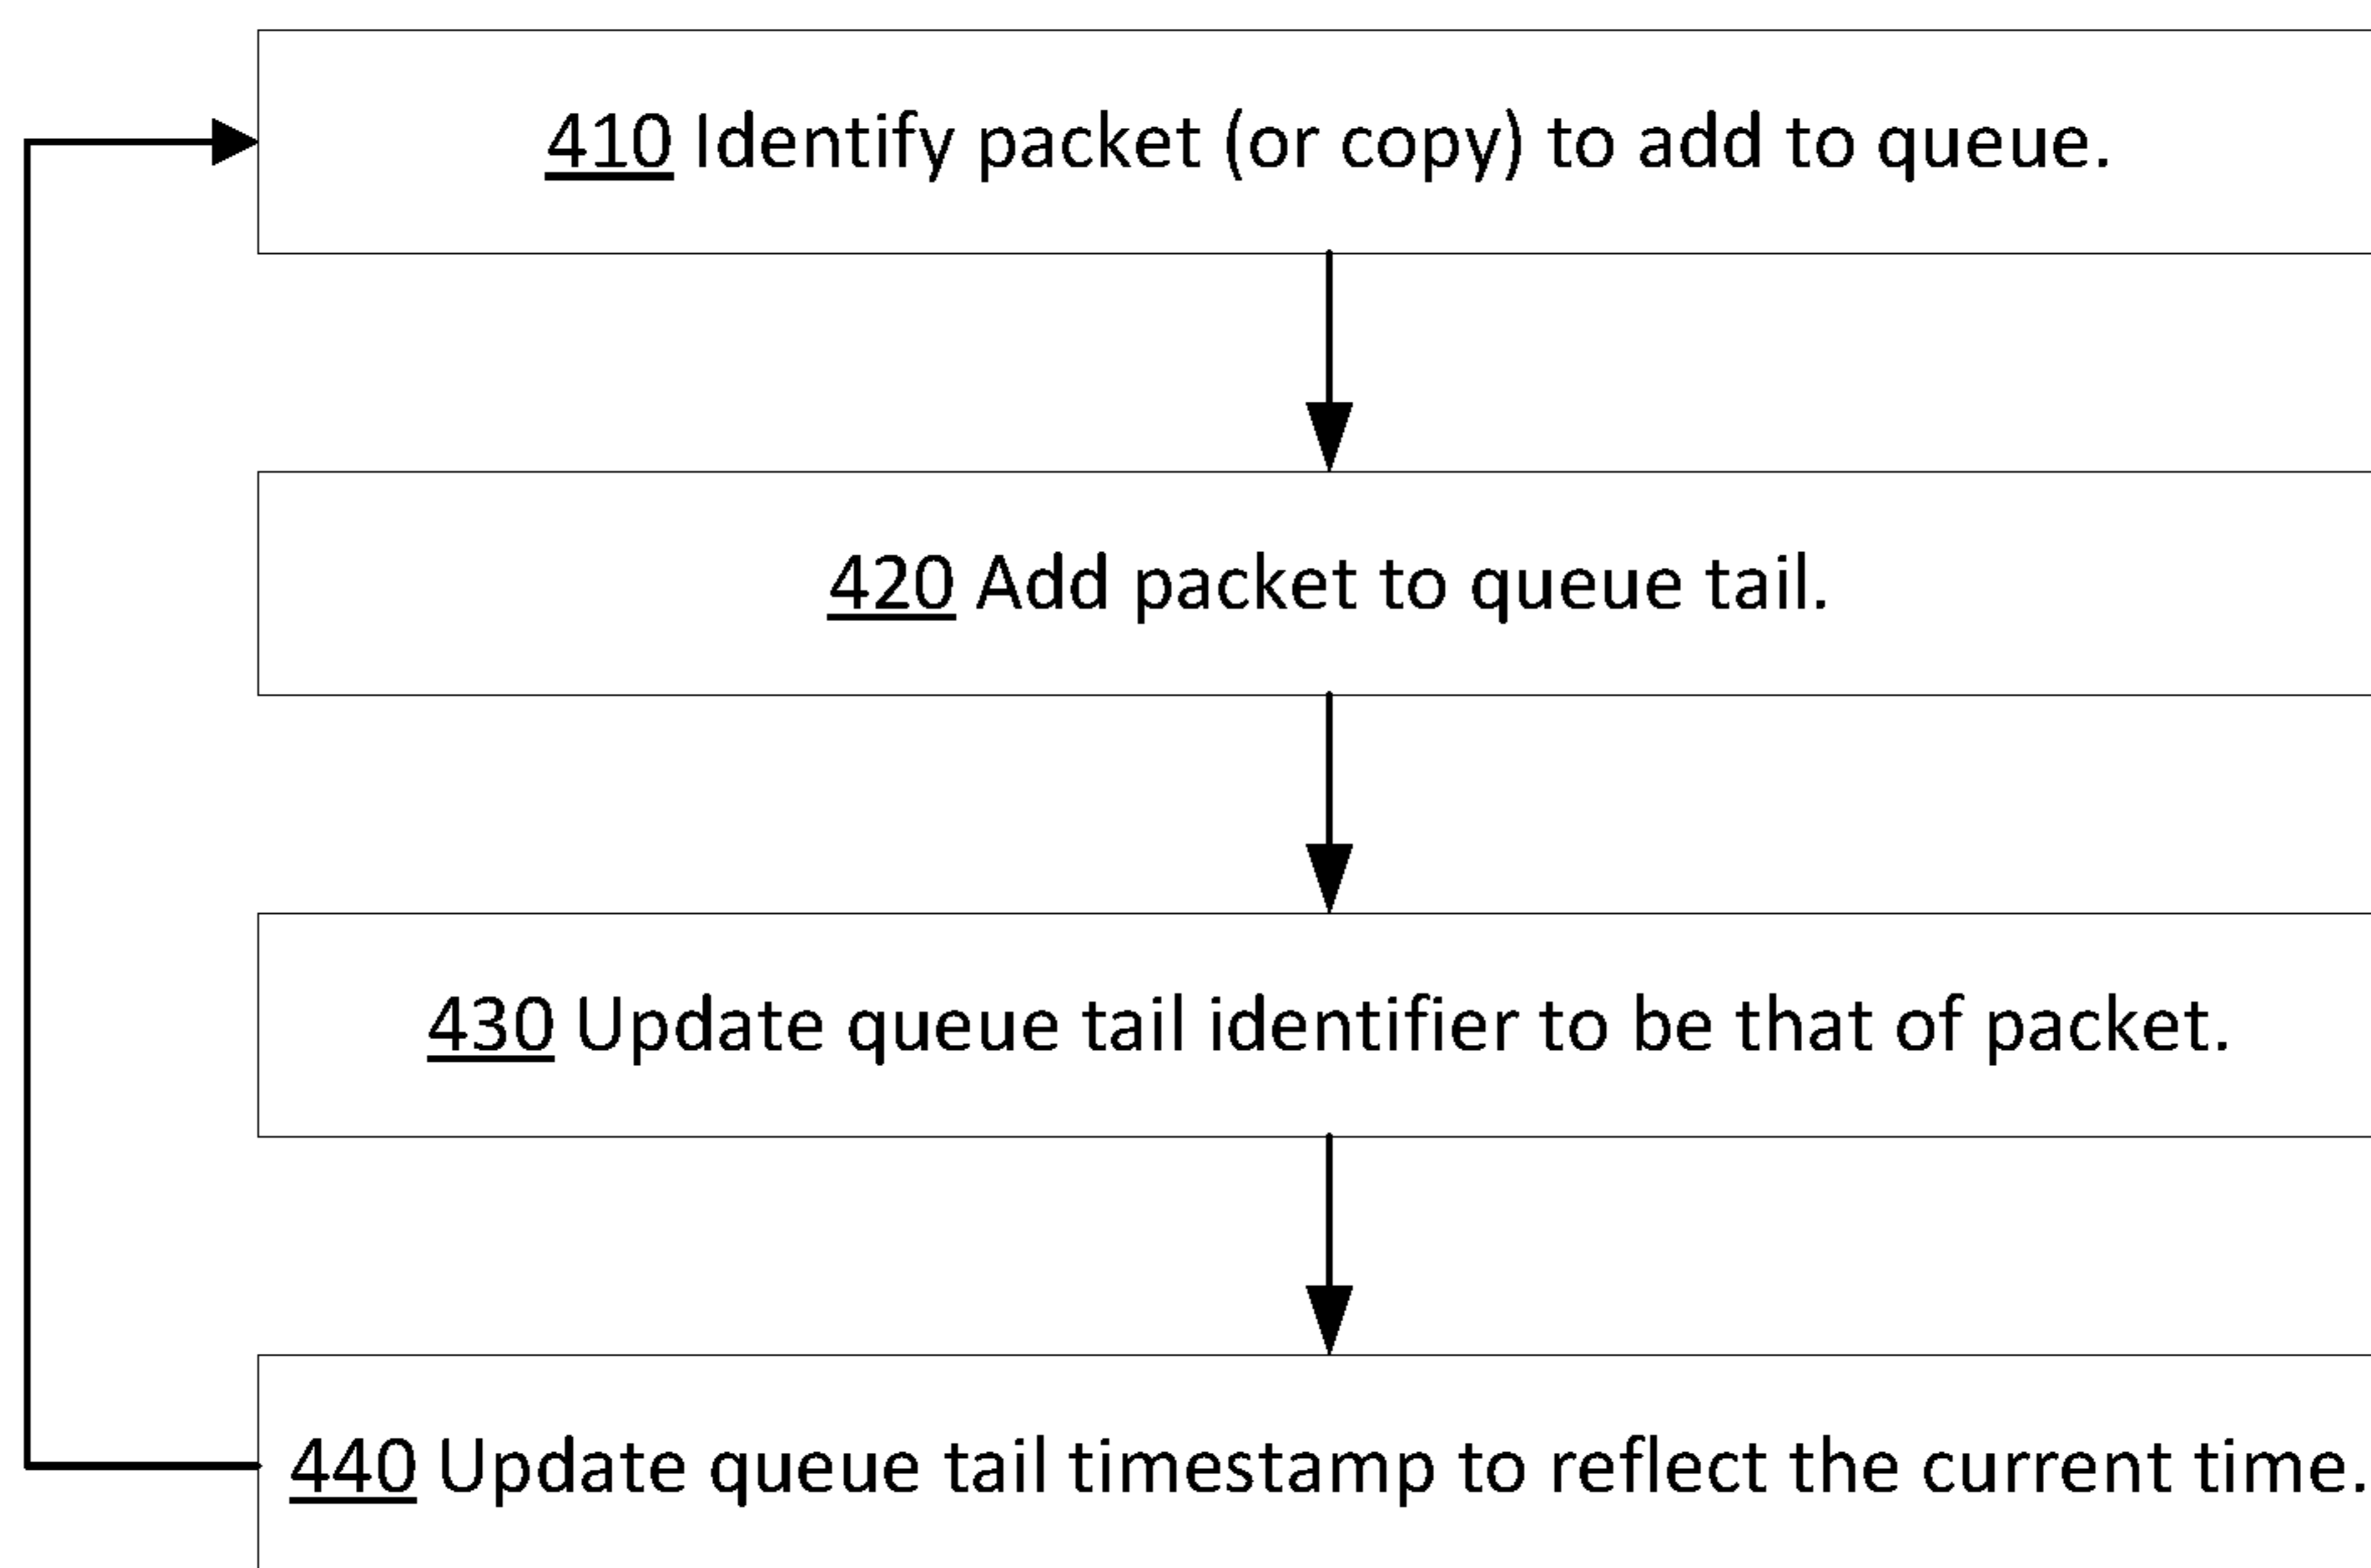 410 Identify packet (or copy) to add to queue.
420 Add packet to queue tail.
430 Update queue tail identifier to be that of packet.
440 Update queue tail timestamp to reflect the current time.